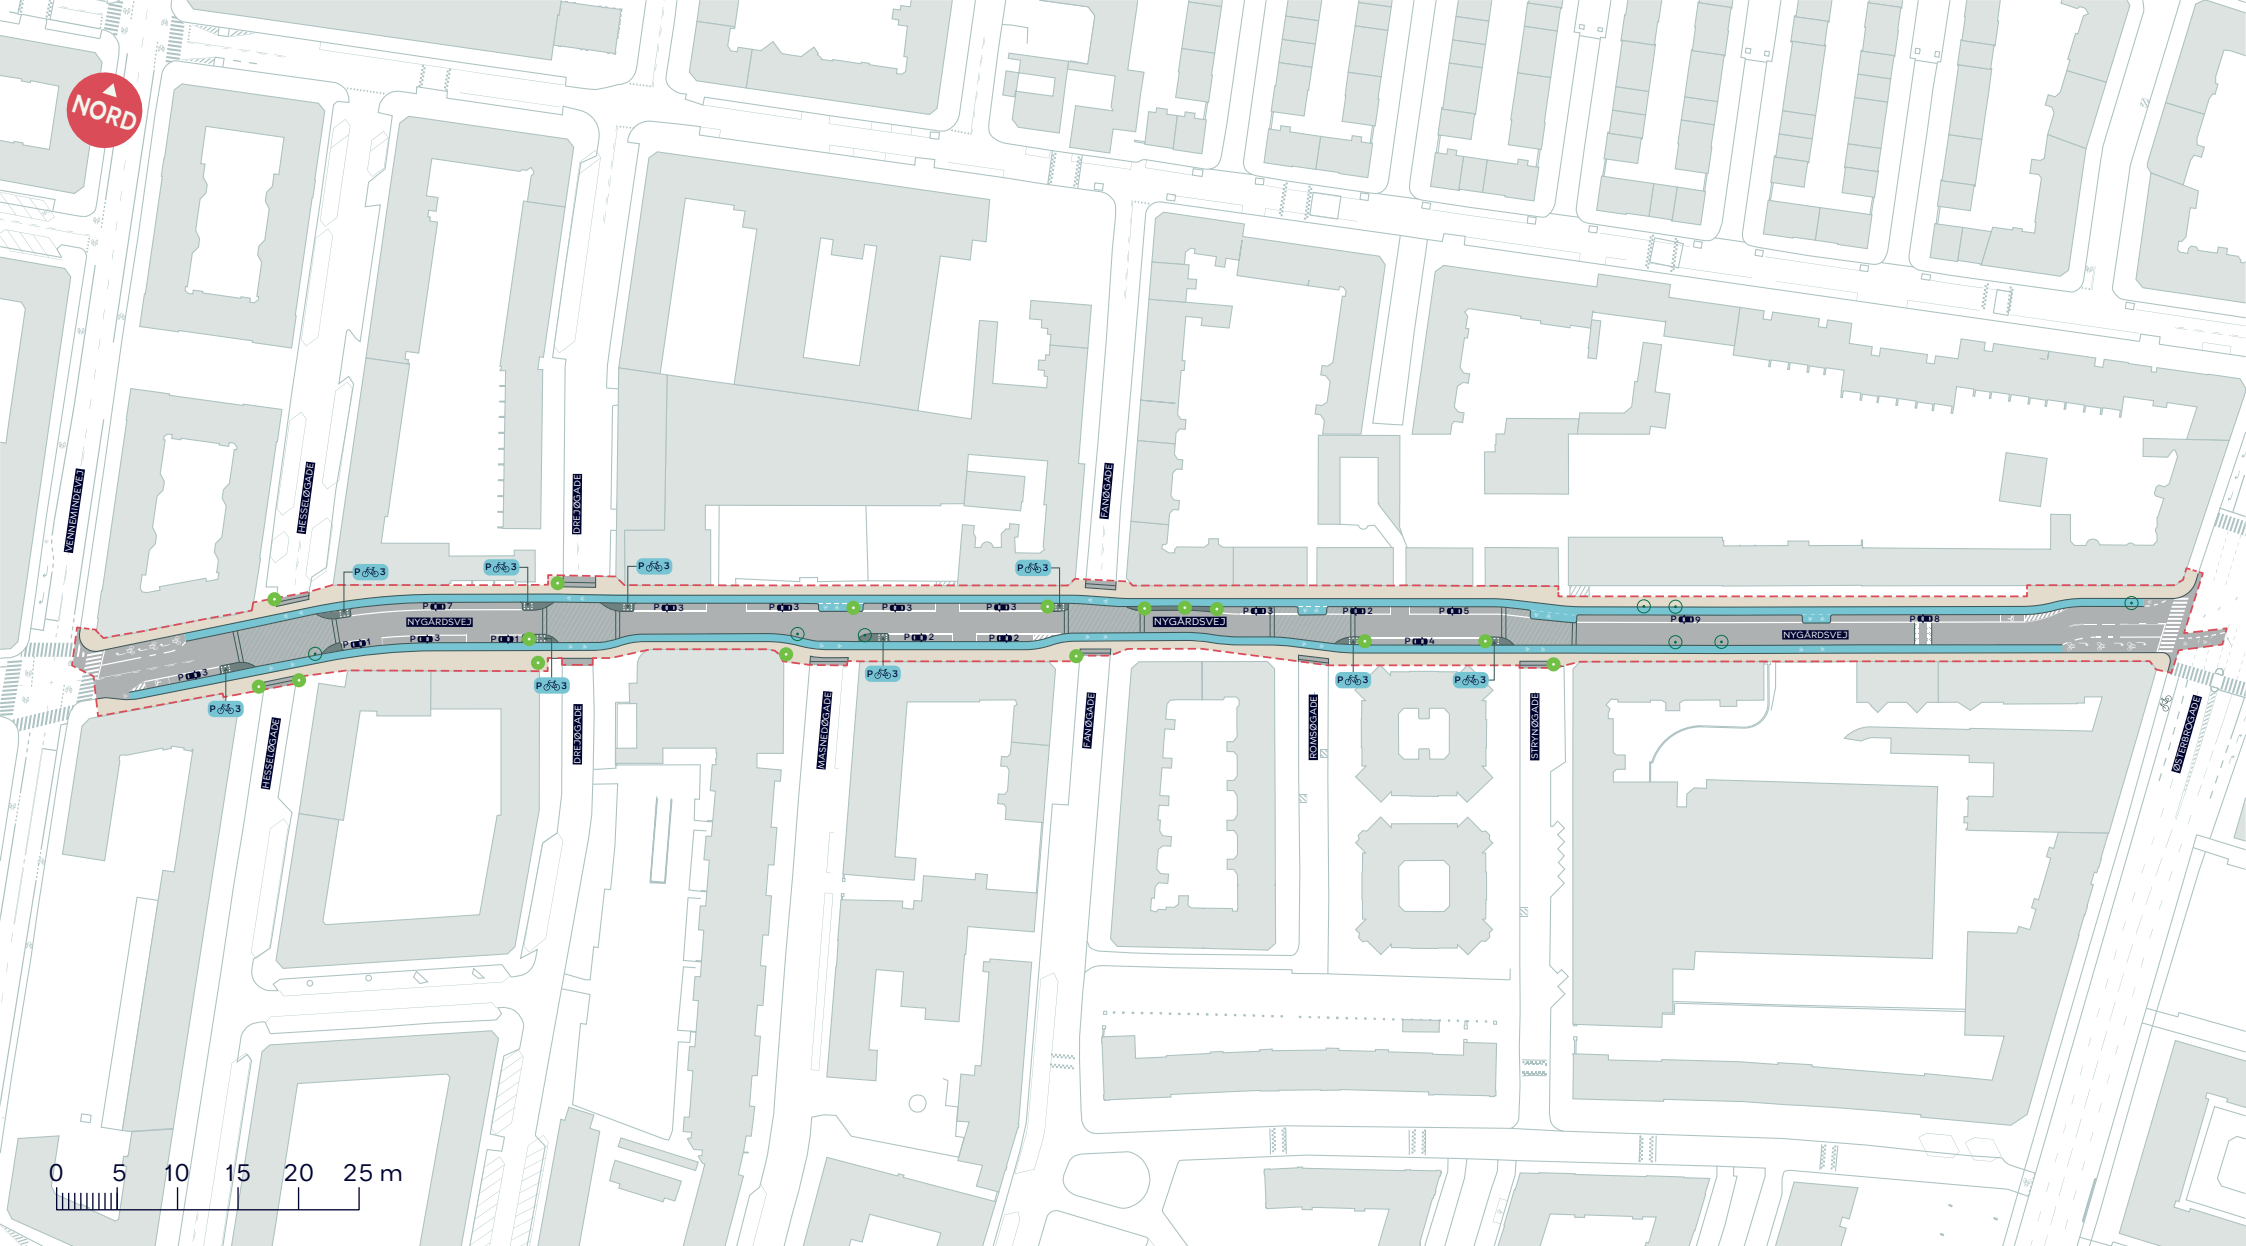 NORD
VENNEMINDEVEJ
HESSELØGADE
DREJØGADE
FANØGADE
P 3
P 3
P 3
P 3
P 7
P 3
P 3
P 3
P 3
P 3
P 2
P 5
P 9
P 8
NYGÅRDSVEJ
NYGÅRDSVEJ
NYGÅRDSVEJ
P 3
P 1
P 3
P 1
P 2
P 2
P 4
P 3
P 3
P 3
P 3
P 3
HESSELØGADE
DREJØGADE
MASNEDØGADE
FANØGADE
ROMSØGADE
STRYNØGADE
ØSTERBROGADE
0 5 10 15 20 25 m